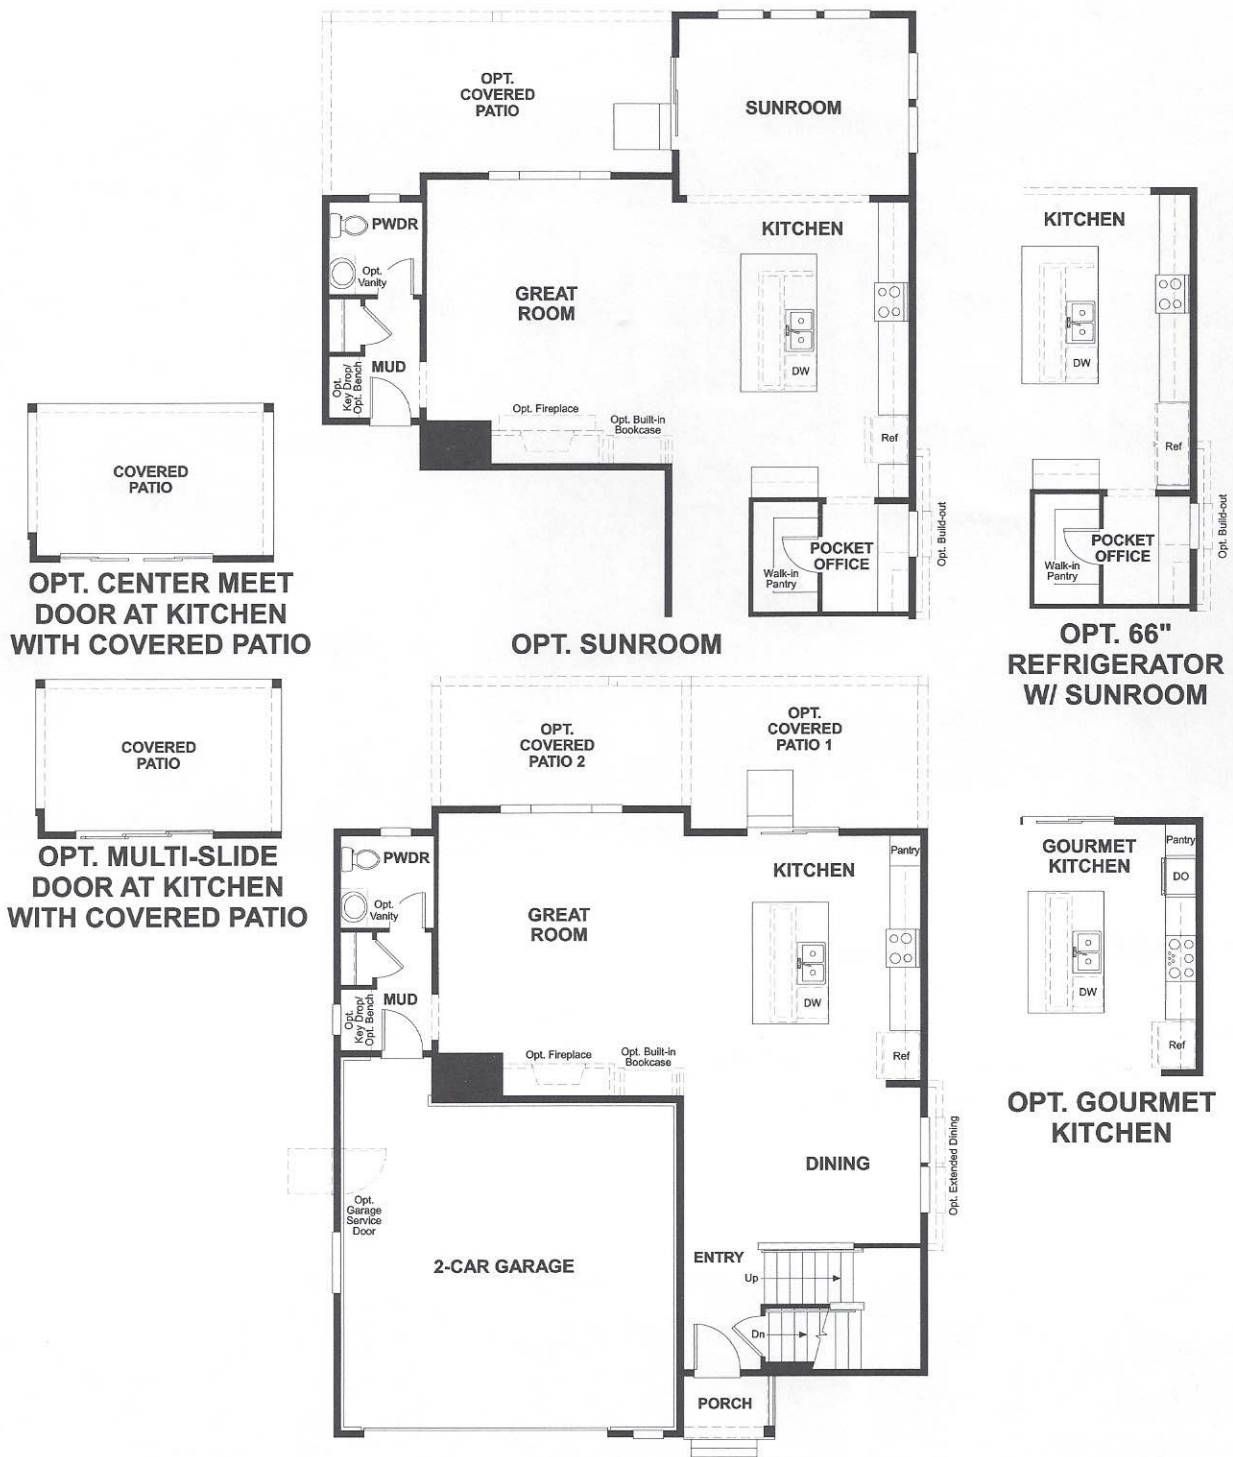 OPT.
COVERED
PATIO
SUNROOM
PWDR
Opt.
Vanity
GREAT
ROOM
KITCHEN
MUD
Opt.
Key Drop/
Opt. Bench
DW
Opt. Fireplace
Opt. Built-in
Bookcase
Ref
Walk-in
Pantry
POCKET
OFFICE
Opt. Build-out
OPT. SUNROOM
KITCHEN
DW
Ref
Walk-in
Pantry
POCKET
OFFICE
Opt. Build-out
OPT. 66"
REFRIGERATOR
W/ SUNROOM
COVERED
PATIO
OPT. CENTER MEET
DOOR AT KITCHEN
WITH COVERED PATIO
COVERED
PATIO
OPT. MULTI-SLIDE
DOOR AT KITCHEN
WITH COVERED PATIO
OPT.
COVERED
PATIO 2
OPT.
COVERED
PATIO 1
PWDR
Opt.
Vanity
GREAT
ROOM
KITCHEN
Pantry
MUD
Opt.
Key Drop/
Opt. Bench
DW
Opt. Fireplace
Opt. Built-in
Bookcase
Ref
DINING
Opt. Extended Dining
Opt.
Garage
Service
Door
2-CAR GARAGE
ENTRY
Up
Dn
PORCH
GOURMET
KITCHEN
Pantry
DO
DW
Ref
OPT. GOURMET
KITCHEN